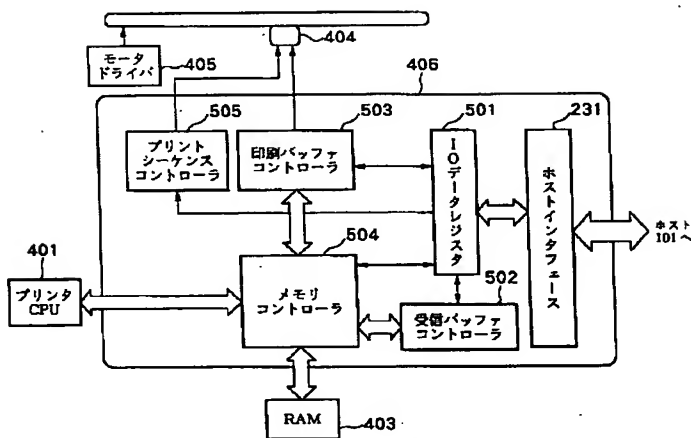 404
モータ
ドライバ
405
406
505
503
501
231
プリント
シーケンス
コントローラ
印刷バッファ
コントローラ
IOデータレジスタ
ホストインタフェース
ホスト
101へ
401
504
502
プリンタ
CPU
メモリ
コントローラ
受信バッファ
コントローラ
RAM
403